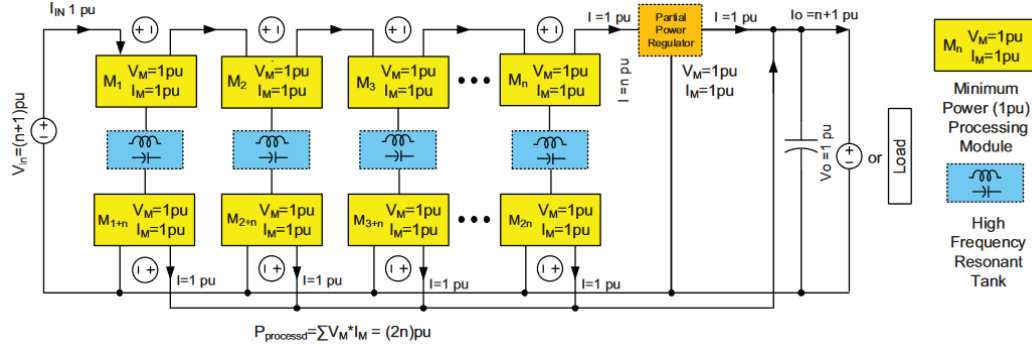 I_IN 1 pu
I =1 pu
Partial
Power
Regulator
I =1 pu
Io =n+1 pu
V_in=(n+1)pu
M_1 V_M=1pu
I_M=1pu
M_2 V_M=1pu
I_M=1pu
M_3 V_M=1pu
I_M=1pu
M_n V_M=1pu
I_M=1pu
I =n pu
V_M=1pu
I_M=1pu
M_n V_M=1pu
I_M=1pu
Minimum
Power (1pu)
Processing
Module
Vo =1 pu
or
Load
M_1+n V_M=1pu
I_M=1pu
M_2+n V_M=1pu
I_M=1pu
M_3+n V_M=1pu
I_M=1pu
M_2n V_M=1pu
I_M=1pu
High
Frequency
Resonant
Tank
I=1 pu
I=1 pu
I=1 pu
I=1 pu
P_processd=∑V_M*I_M = (2n)pu